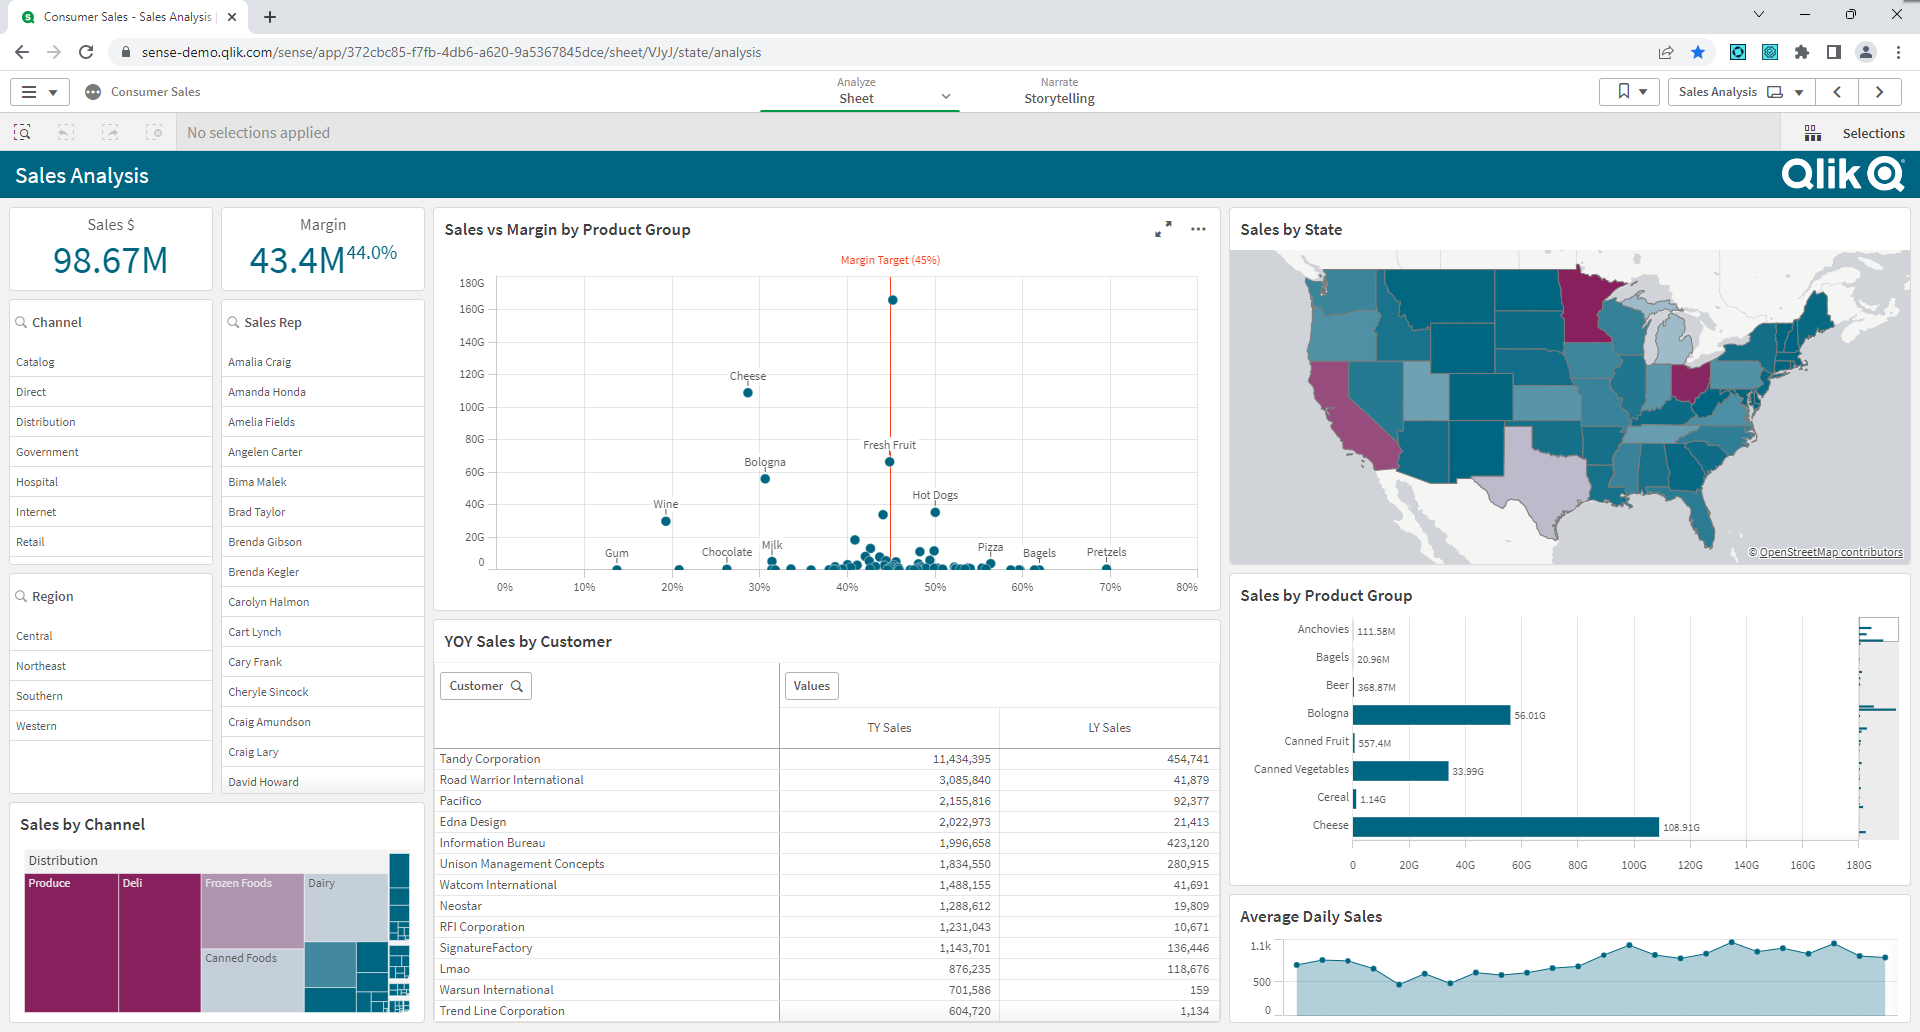 Consumer Sales - Sales Analysis
sense-demo.qlik.com/sense/app/372cbc85-f7fb-4db6-a620-9a5367845dce/sheet/VJyJ/state/analysis
Consumer Sales
Analyze
Sheet
Narrate
Storytelling
Sales Analysis
No selections applied
Selections
Sales Analysis
Qlik
Sales $
98.67M
Margin
43.4M 44.0%
Channel
Catalog
Direct
Distribution
Government
Hospital
Internet
Retail
Region
Central
Northeast
Southern
Western
Sales Rep
Amalia Craig
Amanda Honda
Amelia Fields
Angelen Carter
Bima Malek
Brad Taylor
Brenda Gibson
Brenda Kegler
Carolyn Halmon
Cart Lynch
Cary Frank
Cheryle Sincock
Craig Amundson
Craig Lary
David Howard
Sales by Channel
Distribution
Produce
Deli
Frozen Foods
Dairy
Canned Foods
Sales vs Margin by Product Group
Margin Target (45%)
180G
160G
140G
120G
100G
80G
60G
40G
20G
0
Cheese
Fresh Fruit
Bologna
Hot Dogs
Wine
Gum
Chocolate
Milk
Pizza
Bagels
Pretzels
0% 10% 20% 30% 40% 50% 60% 70% 80%
YOY Sales by Customer
Customer
Values
TY Sales LY Sales
Tandy Corporation 11,434,395 454,741
Road Warrior International 3,085,840 41,879
Pacifico 2,155,816 92,377
Edna Design 2,022,973 21,413
Information Bureau 1,996,658 423,120
Unison Management Concepts 1,834,550 280,915
Watcom International 1,488,155 41,691
Neostar 1,288,612 19,809
RFI Corporation 1,231,043 10,671
SignatureFactory 1,143,701 136,446
Lmao 876,235 118,676
Warsun International 701,586 159
Trend Line Corporation 604,720 1,134
Sales by State
© OpenStreetMap contributors
Sales by Product Group
Anchovies 111.58M
Bagels 20.96M
Beer 368.87M
Bologna 56.01G
Canned Fruit 557.4M
Canned Vegetables 33.99G
Cereal 1.14G
Cheese 108.91G
0 20G 40G 60G 80G 100G 120G 140G 160G 180G
Average Daily Sales
1.1k
500
0